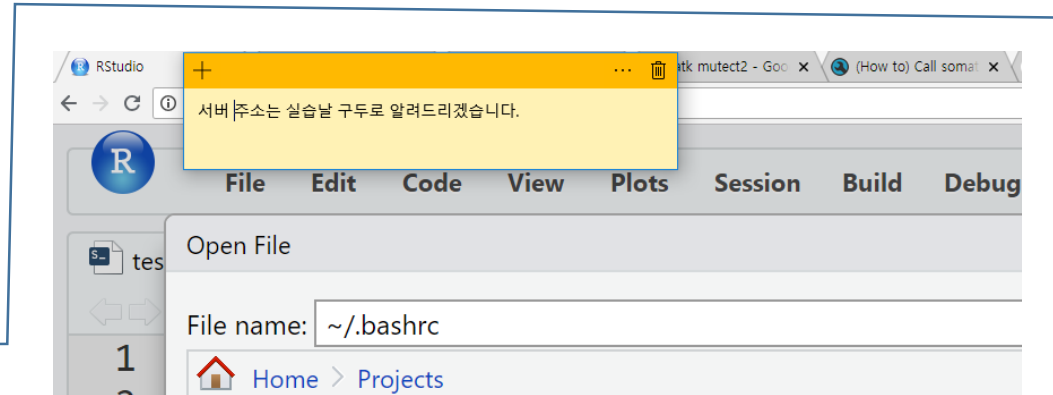 RStudio
atk mutect2 - Goo
(How to) Call somat
서버 주소는 실습날 구두로 알려드리겠습니다.
R
File Edit Code View Plots Session Build Debug
tes
Open File
File name: ~/.bashrc
1
Home > Projects